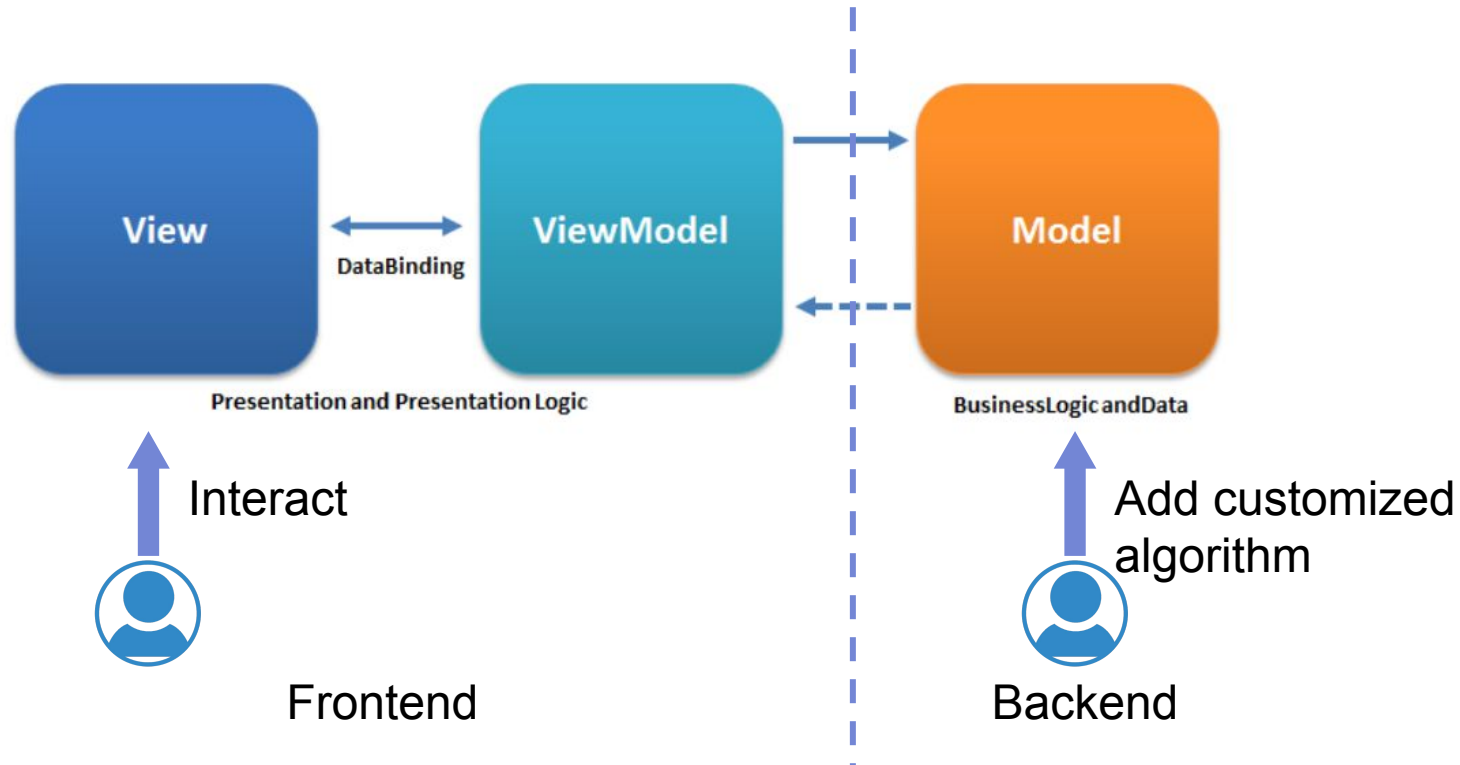 View
DataBinding
ViewModel
Model
Presentation and Presentation Logic
BusinessLogic andData
Interact
Add customized
algorithm
Frontend
Backend